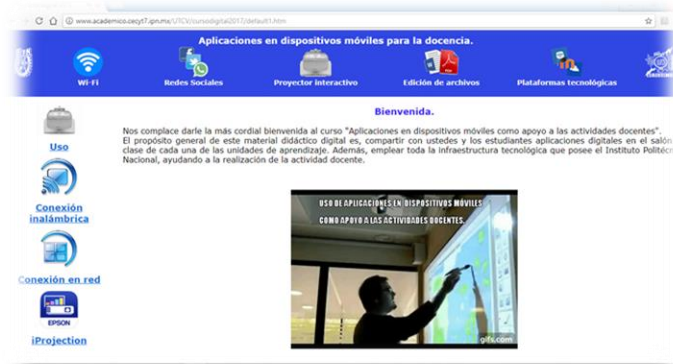 www.academico.cecyt7.ipn.mx/UTCV/cursodigital2017/default1.htm
Aplicaciones en dispositivos móviles para la docencia.
Wi-Fi
Redes Sociales
Proyector interactivo
Edición de archivos
Plataformas tecnológicas
Bienvenida.
Nos complace darle la más cordial bienvenida al curso "Aplicaciones en dispositivos móviles como apoyo a las actividades docentes".
El propósito general de este material didáctico digital es, compartir con ustedes y los estudiantes aplicaciones digitales en el salón
clase de cada una de las unidades de aprendizaje. Además, emplear toda la infraestructura tecnológica que posee el Instituto Politéc
Nacional, ayudando a la realización de la actividad docente.
Uso
Conexión
inalámbrica
Conexión en red
EPSON
iProjection
USO DE APLICACIONES EN DISPOSITIVOS MÓVILES
COMO APOYO A LAS ACTIVIDADES DOCENTES.
gifs.com